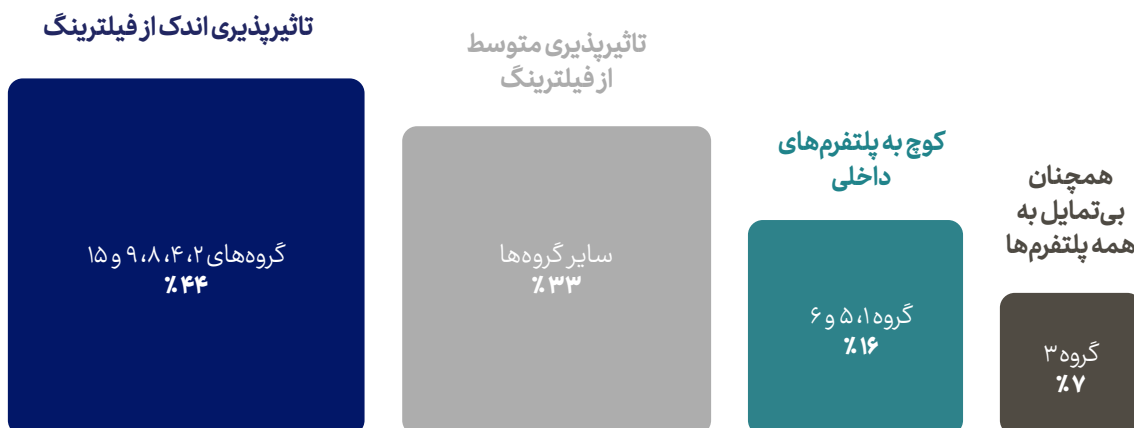 تاثیرپذیری اندک از فیلترینگ
گروه‌های ۲، ۴، ۸، ۹ و ۱۵
٪۴۴
تاثیرپذیری متوسط
از فیلترینگ
سایر گروه‌ها
٪۳۳
کوچ به پلتفرم‌های
داخلی
گروه ۱، ۵ و ۶
٪۱۶
همچنان
بی‌تمایل به
همه پلتفرم‌ها
گروه ۳
٪۷